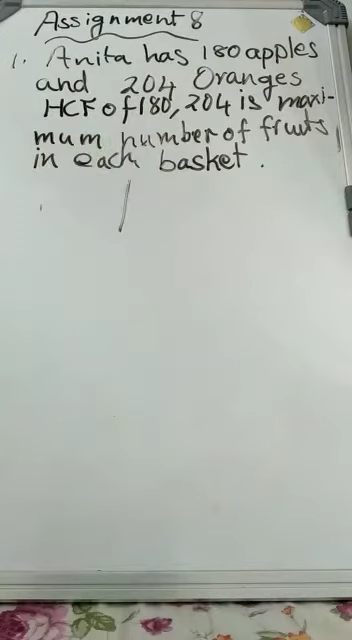 Assignment 8
1. Anita has 180 apples
and 204 Oranges
HCF of 180, 204 is maxi-
mum number of fruits
in each basket.